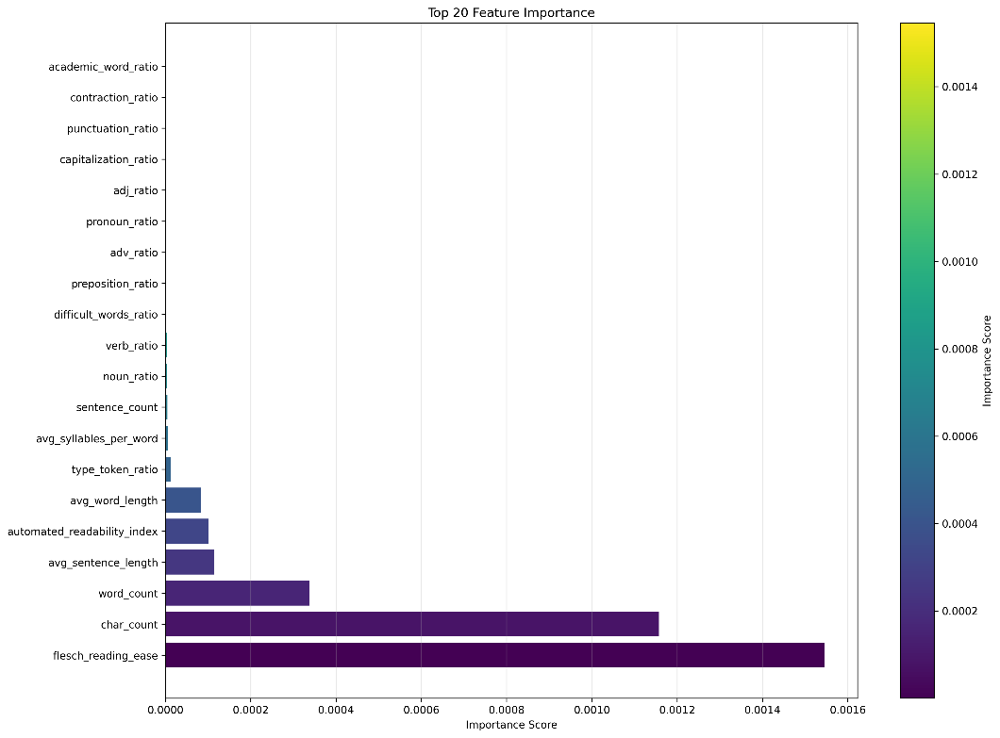 Top 20 Feature Importance
academic_word_ratio
contraction_ratio
punctuation_ratio
capitalization_ratio
adj_ratio
pronoun_ratio
adv_ratio
preposition_ratio
difficult_words_ratio
verb_ratio
noun_ratio
sentence_count
avg_syllables_per_word
type_token_ratio
avg_word_length
automated_readability_index
avg_sentence_length
word_count
char_count
flesch_reading_ease
0.0000 0.0002 0.0004 0.0006 0.0008 0.0010 0.0012 0.0014 0.0016
Importance Score
0.0014
0.0012
0.0010
0.0008
0.0006
0.0004
0.0002
Importance Score